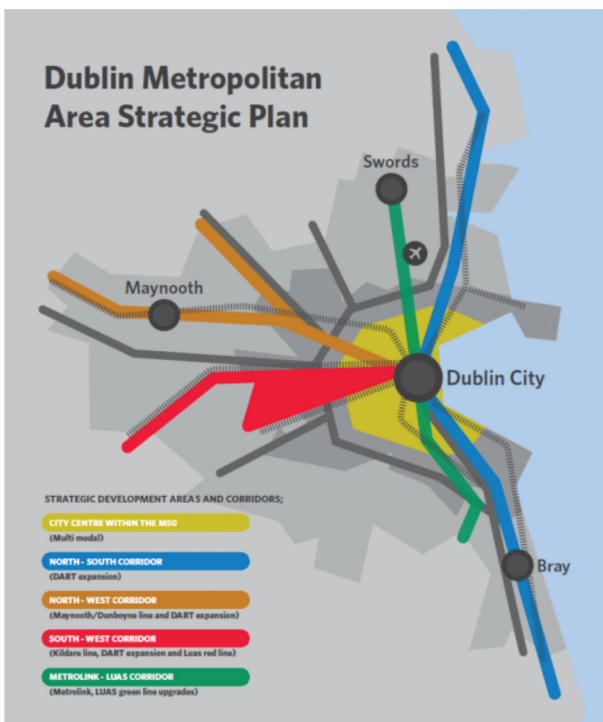 Dublin Metropolitan
Area Strategic Plan
Swords
Maynooth
Dublin City
Bray
STRATEGIC DEVELOPMENT AREAS AND CORRIDORS;
CITY CENTRE WITHIN THE M50
(Multi modal)
NORTH - SOUTH CORRIDOR
(DART expansion)
NORTH - WEST CORRIDOR
(Maynooth/Dunboyne line and DART expansion)
SOUTH - WEST CORRIDOR
(Kildare line, DART expansion and Luas red line)
METROLINK - LUAS CORRIDOR
(Metrolink, LUAS green line upgrades)